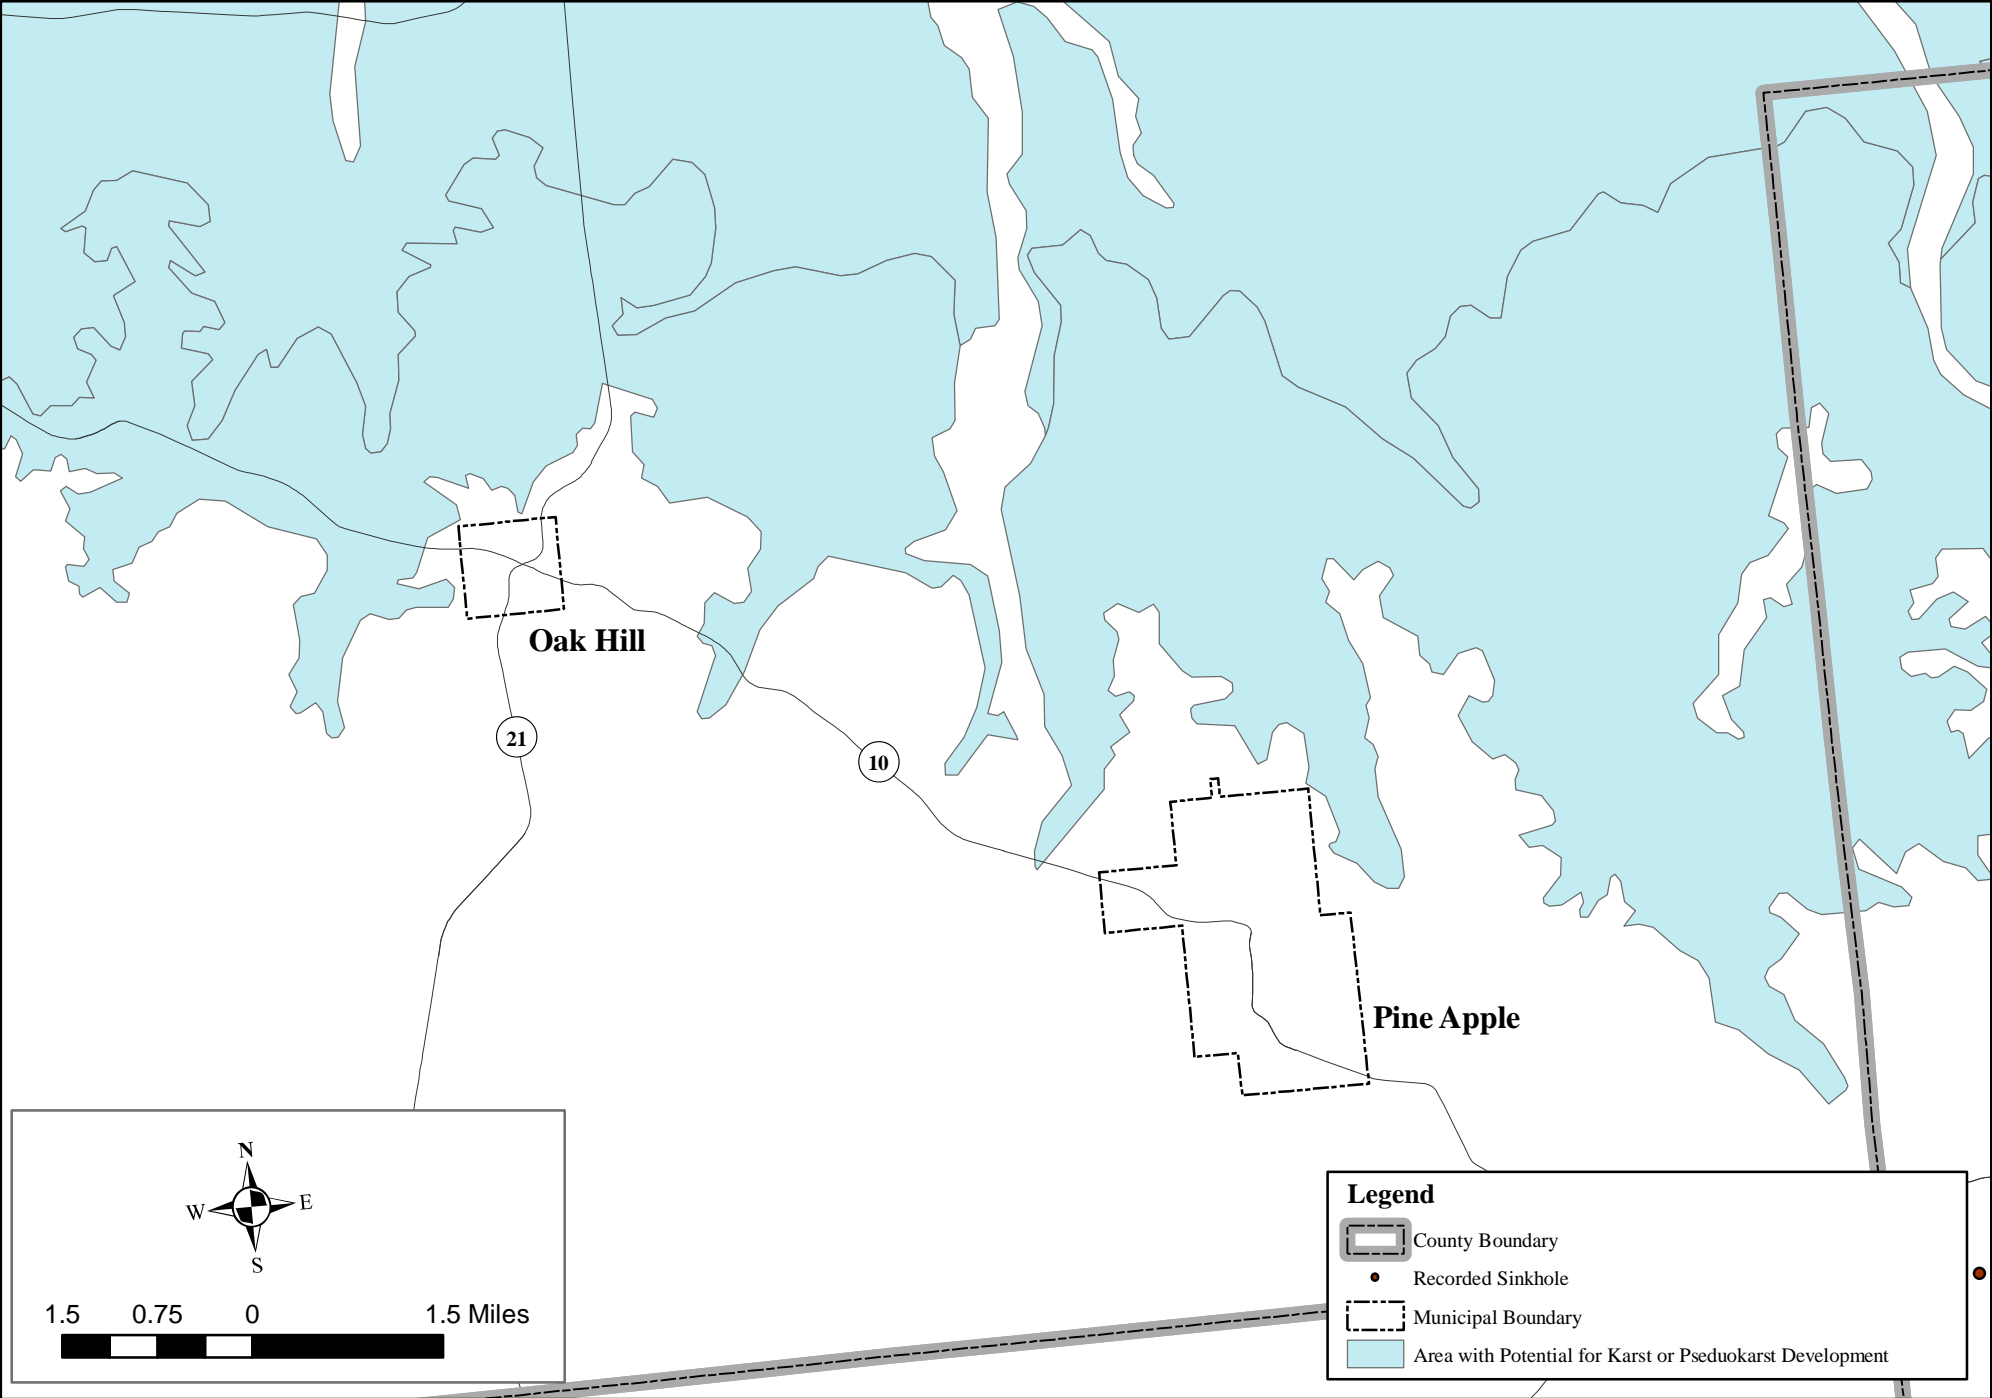 Oak Hill
21
10
Pine Apple
N
W
E
S
1.5 0.75 0 1.5 Miles
Legend
County Boundary
Recorded Sinkhole
Municipal Boundary
Area with Potential for Karst or Pseduokarst Development